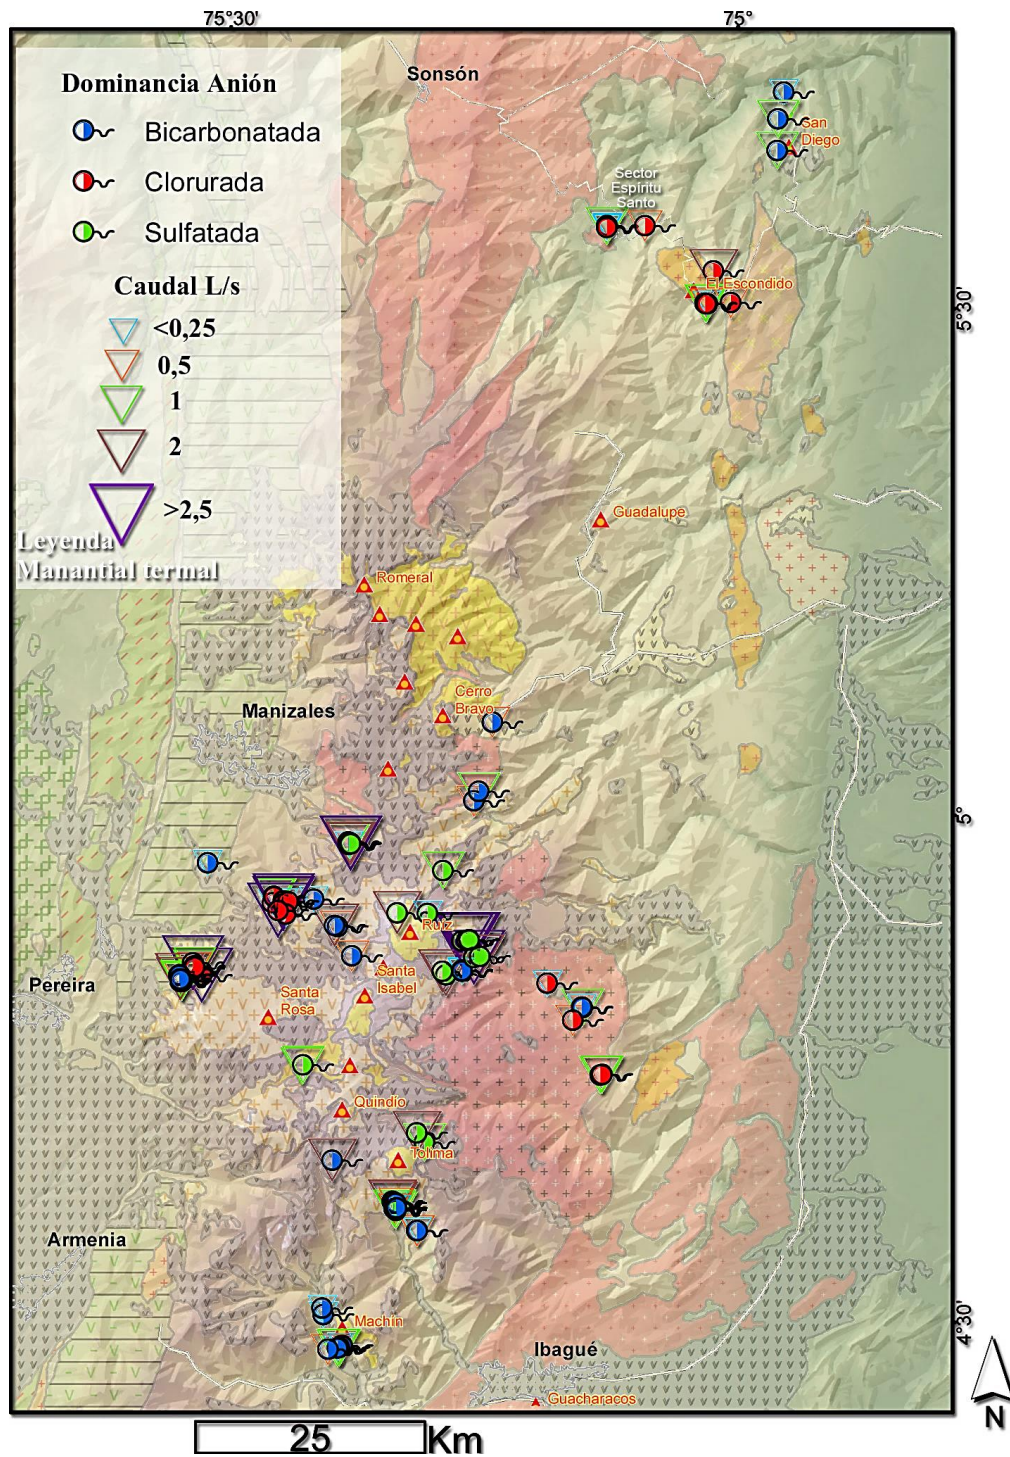 75°30'
75°
Dominancia Anión
Bicarbonatada
Clorurada
Sulfatada
Caudal L/s
<0,25
0,5
1
2
>2,5
Leyenda
Manantial termal
Sonsón
San
Diego
Sector
Espíritu
Santo
El Escondido
5°30'
Guadalupe
Romeral
Cerro
Bravo
Manizales
5°
Ruíz
Santa
Isabel
Pereira
Santa
Rosa
Quindío
Tolima
Armenia
Machín
4°30'
Ibagué
Guacharacos
N
25 Km